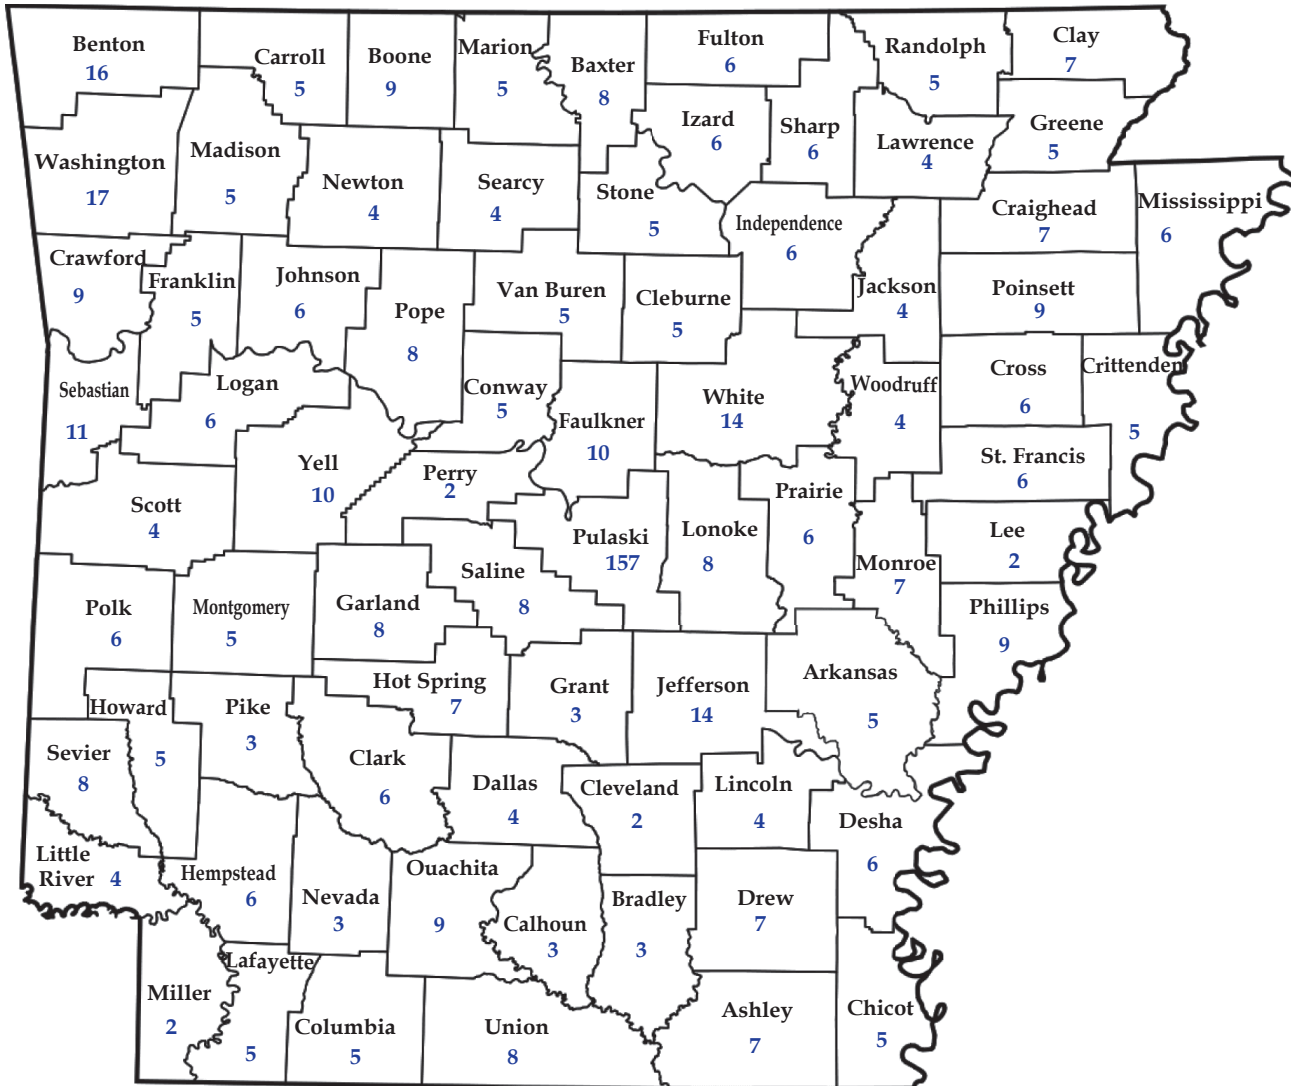 Benton
16
Carroll
5
Boone
9
Marion
5
Baxter
8
Fulton
6
Randolph
5
Clay
7
Washington
17
Madison
5
Newton
4
Searcy
4
Stone
5
Izard
6
Sharp
6
Lawrence
4
Greene
5
Independence
6
Craighead
7
Mississippi
6
Crawford
9
Franklin
5
Johnson
6
Pope
8
Van Buren
5
Cleburne
5
Jackson
4
Poinsett
9
Sebastian
11
Logan
6
Conway
5
Faulkner
10
White
14
Woodruff
4
Cross
6
Crittenden
5
Scott
4
Yell
10
Perry
2
Pulaski
157
Lonoke
8
Prairie
6
Monroe
7
St. Francis
6
Lee
2
Phillips
9
Polk
6
Montgomery
5
Garland
8
Saline
8
Hot Spring
7
Grant
3
Jefferson
14
Arkansas
5
Howard
5
Pike
3
Clark
6
Sevier
8
Dallas
4
Cleveland
2
Lincoln
4
Desha
6
Little
River 4
Hempstead
6
Nevada
3
Ouachita
9
Calhoun
3
Bradley
3
Drew
7
Miller
2
Lafayette
5
Columbia
5
Union
8
Ashley
7
Chicot
5